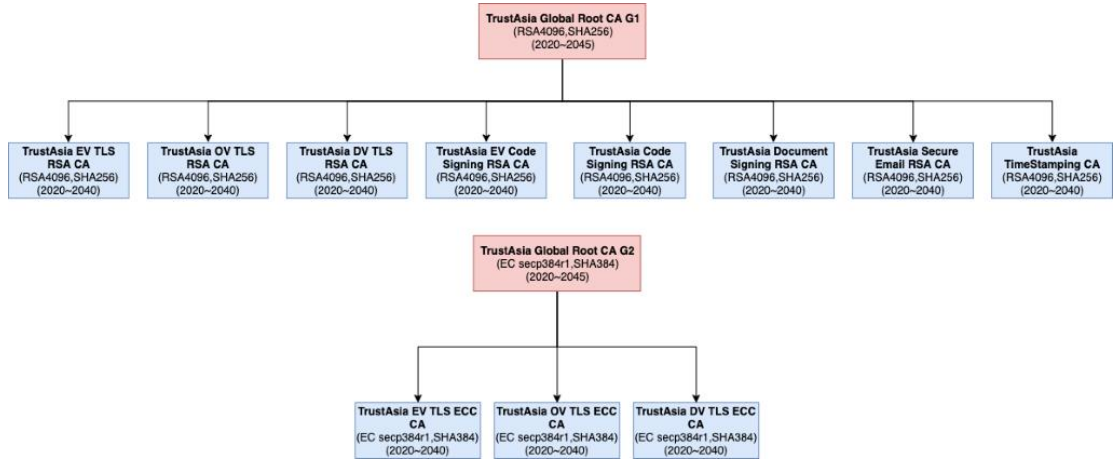 TrustAsia Global Root CA G1
(RSA4096,SHA256)
(2020~2045)
TrustAsia EV TLS
RSA CA
(RSA4096,SHA256)
(2020~2040)
TrustAsia OV TLS
RSA CA
(RSA4096,SHA256)
(2020~2040)
TrustAsia DV TLS
RSA CA
(RSA4096,SHA256)
(2020~2040)
TrustAsia EV Code
Signing RSA CA
(RSA4096,SHA256)
(2020~2040)
TrustAsia Code
Signing RSA CA
(RSA4096,SHA256)
(2020~2040)
TrustAsia Document
Signing RSA CA
(RSA4096,SHA256)
(2020~2040)
TrustAsia Secure
Email RSA CA
(RSA4096,SHA256)
(2020~2040)
TrustAsia
TimeStamping CA
(RSA4096,SHA256)
(2020~2040)
TrustAsia Global Root CA G2
(EC secp384r1,SHA384)
(2020~2045)
TrustAsia EV TLS ECC
CA
(EC secp384r1,SHA384)
(2020~2040)
TrustAsia OV TLS ECC
CA
(EC secp384r1,SHA384)
(2020~2040)
TrustAsia DV TLS ECC
CA
(EC secp384r1,SHA384)
(2020~2040)